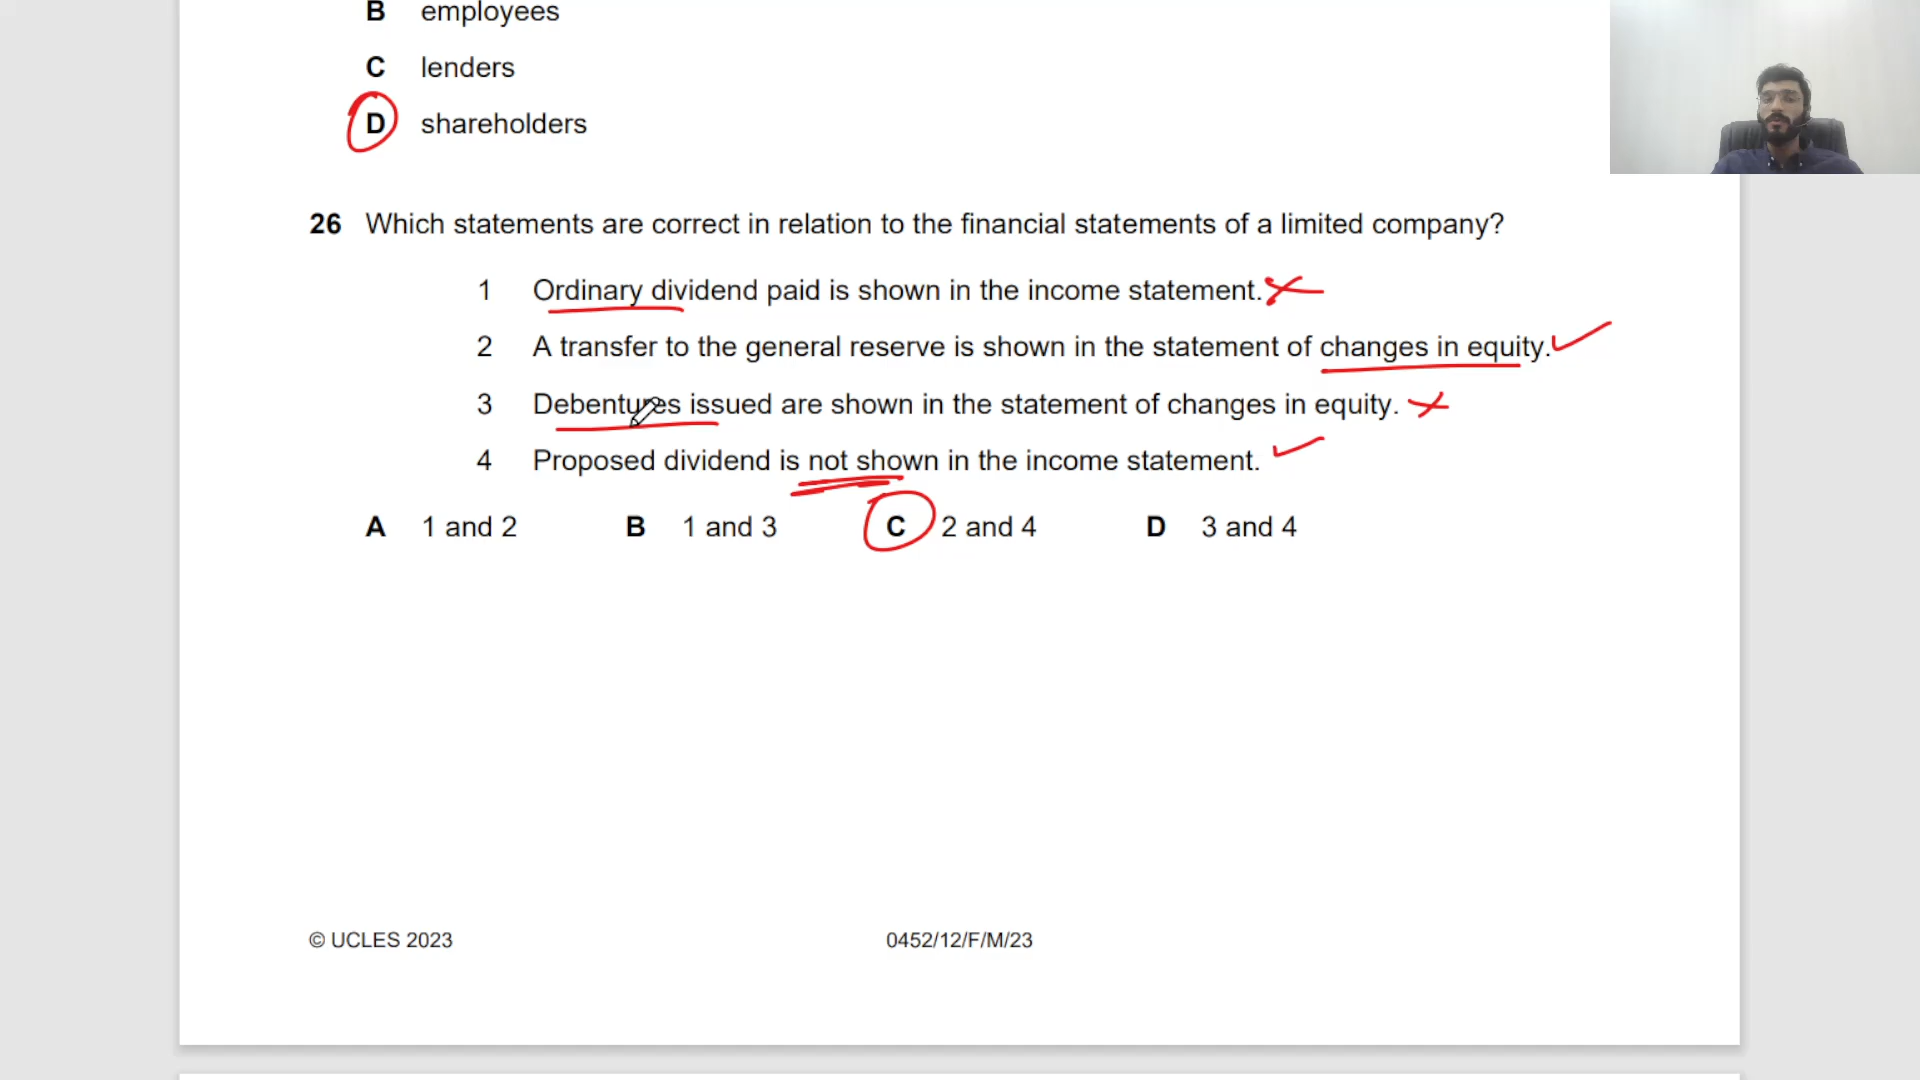 B employees
C lenders
D shareholders
26 Which statements are correct in relation to the financial statements of a limited company?
1 Ordinary dividend paid is shown in the income statement.
2 A transfer to the general reserve is shown in the statement of changes in equity.
3 Debentures issued are shown in the statement of changes in equity.
4 Proposed dividend is not shown in the income statement.
A 1 and 2 B 1 and 3 C 2 and 4 D 3 and 4
© UCLES 2023 0452/12/F/M/23